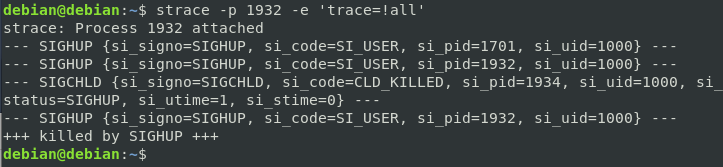 debian@debian:~$ strace -p 1932 -e 'trace=!all'
strace: Process 1932 attached
--- SIGHUP {si_signo=SIGHUP, si_code=SI_USER, si_pid=1701, si_uid=1000} ---
--- SIGHUP {si_signo=SIGHUP, si_code=SI_USER, si_pid=1932, si_uid=1000} ---
--- SIGCHLD {si_signo=SIGCHLD, si_code=CLD_KILLED, si_pid=1934, si_uid=1000, si_
status=SIGHUP, si_utime=1, si_stime=0} ---
--- SIGHUP {si_signo=SIGHUP, si_code=SI_USER, si_pid=1932, si_uid=1000} ---
+++ killed by SIGHUP +++
debian@debian:~$